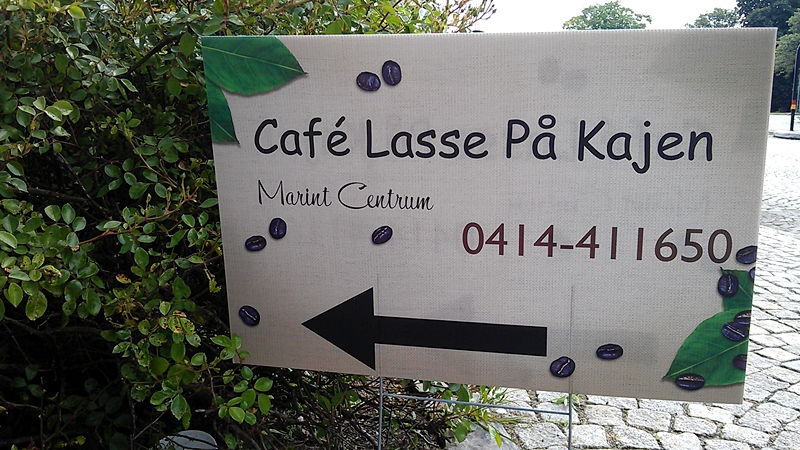 Café Lasse På Kajen
Marint Centrum
0414-411650